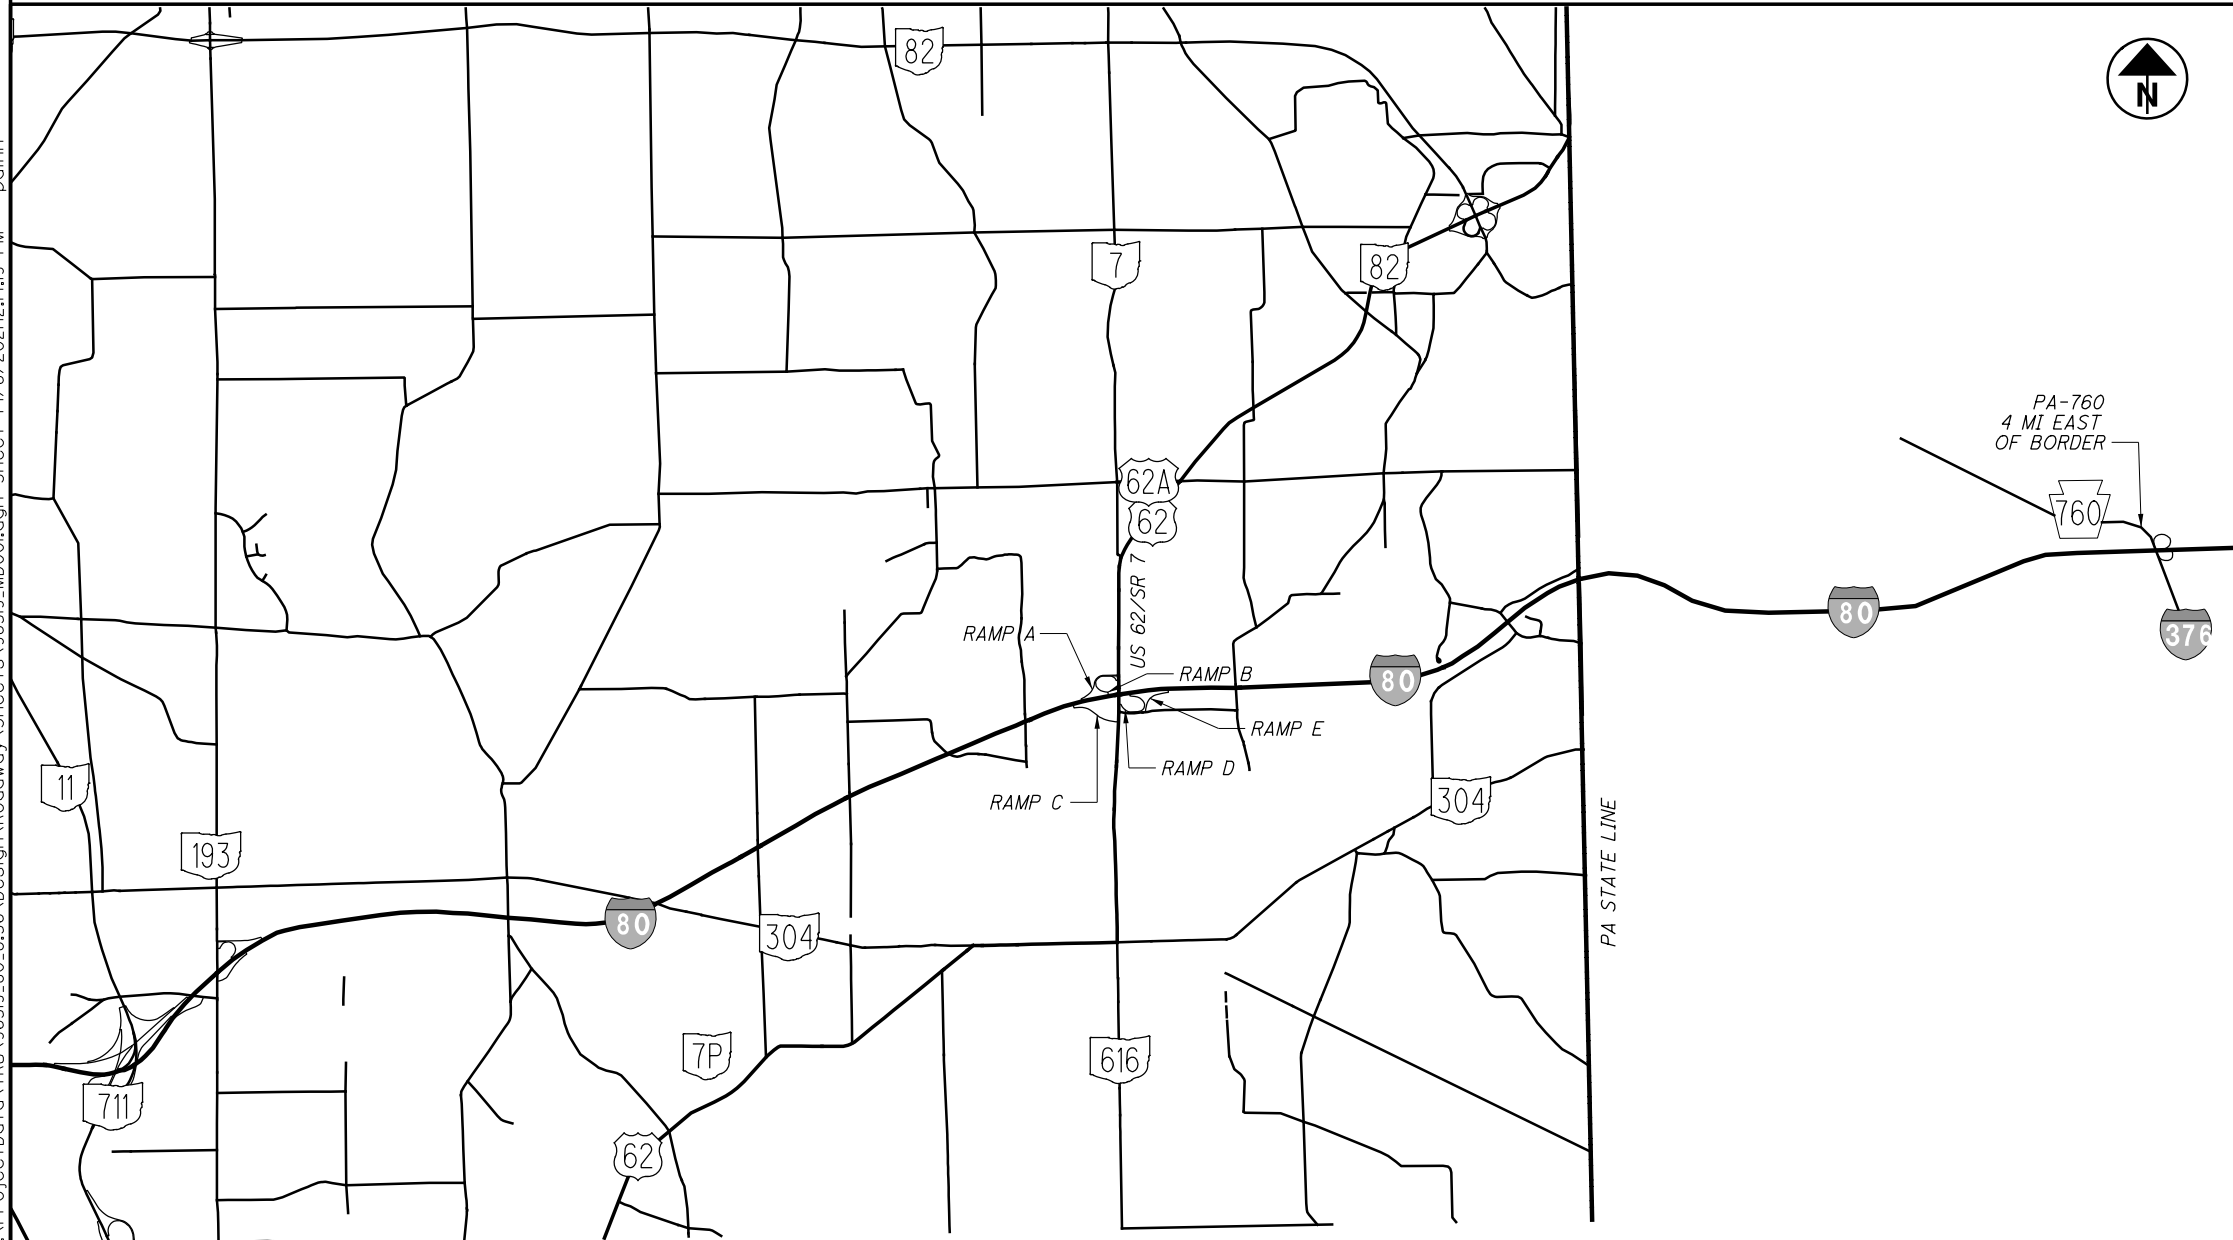 82
N
7
82
PA-760
4 MI EAST
OF BORDER
62A
760
62
US 62/SR 7
80
376
RAMP A
RAMP B
80
RAMP E
RAMP D
RAMP C
11
304
193
PA STATE LINE
80
304
7P
616
711
62